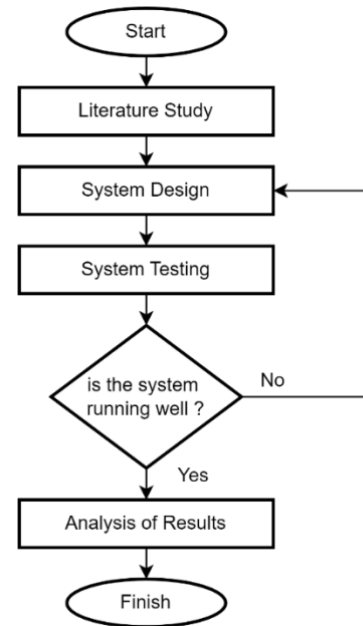 Start
Literature Study
System Design
System Testing
is the system
running well ?
No
Yes
Analysis of Results
Finish